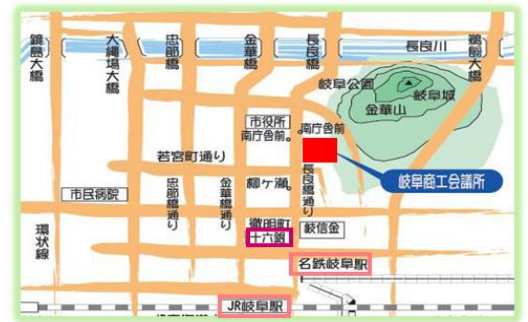 鏡島大橋
大縄場大橋
忠節橋
金華橋
長良橋
長良川
鵜飼大橋
岐阜公園
岐阜城
金華山
市役所
南庁舎前
南庁舎前
若宮町通り
岐阜商工会議所
市民病院
忠節橋通り
金華橋通り
柳ヶ瀬
長良橋通り
環状線
徹明町
十六銀
岐信金
名鉄岐阜駅
JR岐阜駅